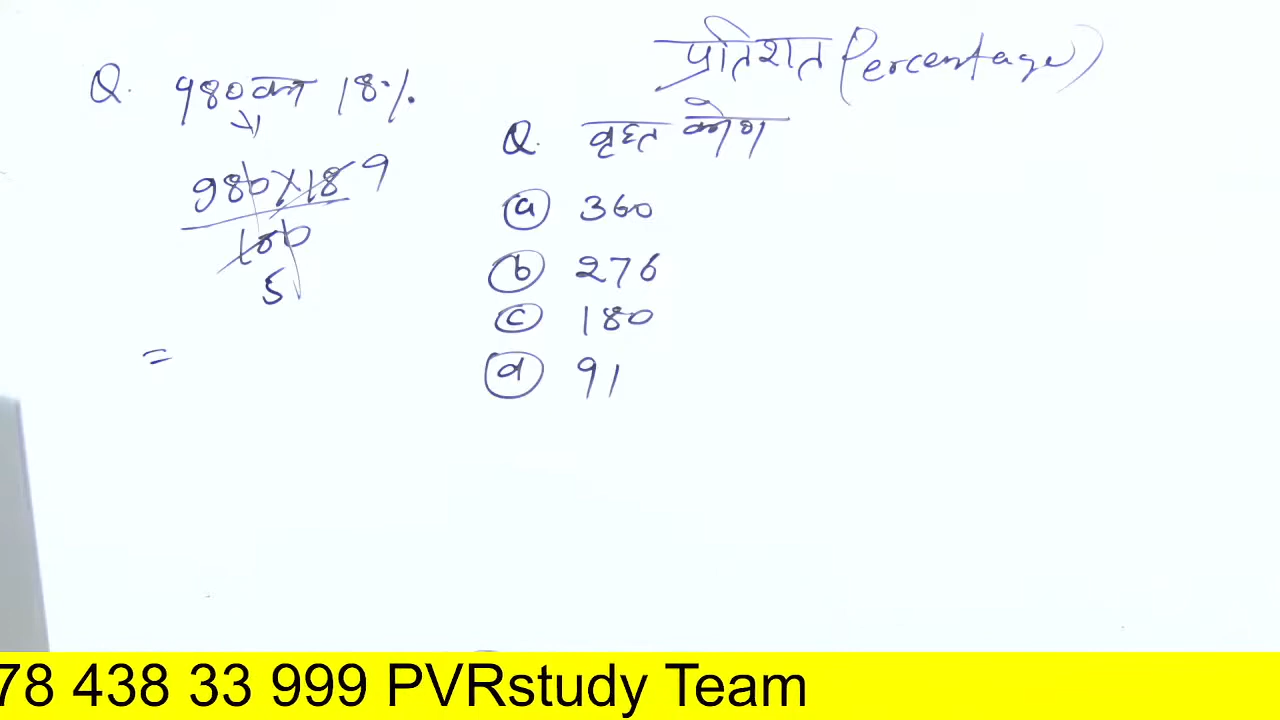 प्रतिशत (Percentage)
Q. 980 का 18%
980 × 18 9
100
5
=
Q. वृहत कोण
(a) 360
(b) 276
(c) 180
(d) 91
78 438 33 999 PVRstudy Team